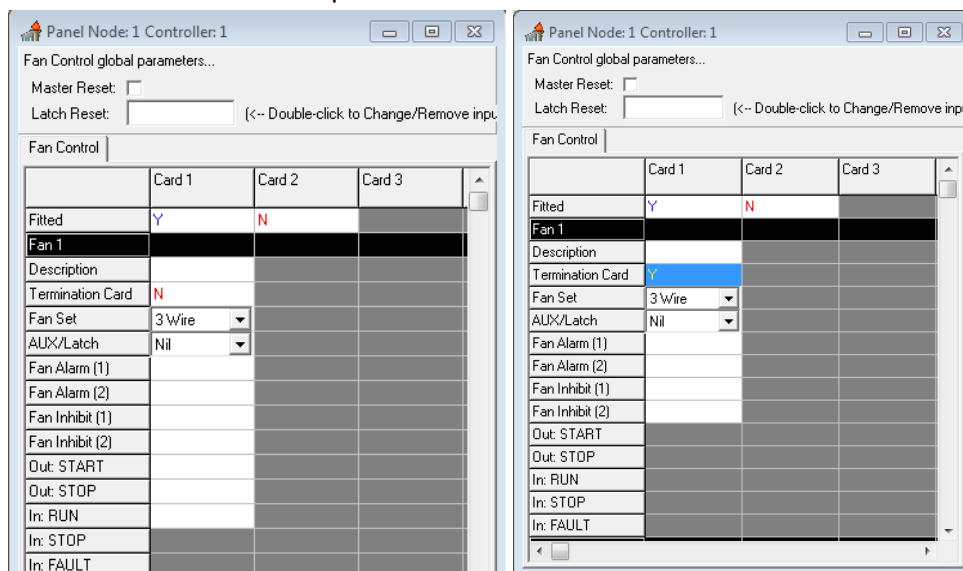 Panel Node: 1 Controller: 1
Fan Control global parameters...
Master Reset:
Latch Reset: (<-- Double-click to Change/Remove inpu
Fan Control
Card 1 Card 2 Card 3
Fitted Y N
Fan 1
Description
Termination Card N
Fan Set 3 Wire
AUX/Latch Nil
Fan Alarm (1)
Fan Alarm (2)
Fan Inhibit (1)
Fan Inhibit (2)
Out: START
Out: STOP
In: RUN
In: STOP
In: FAULT
Panel Node: 1 Controller: 1
Fan Control global parameters...
Master Reset:
Latch Reset: (<-- Double-click to Change/Remove inp
Fan Control
Card 1 Card 2 Card 3
Fitted Y N
Fan 1
Description
Termination Card Y
Fan Set 3 Wire
AUX/Latch Nil
Fan Alarm (1)
Fan Alarm (2)
Fan Inhibit (1)
Fan Inhibit (2)
Out: START
Out: STOP
In: RUN
In: STOP
In: FAULT